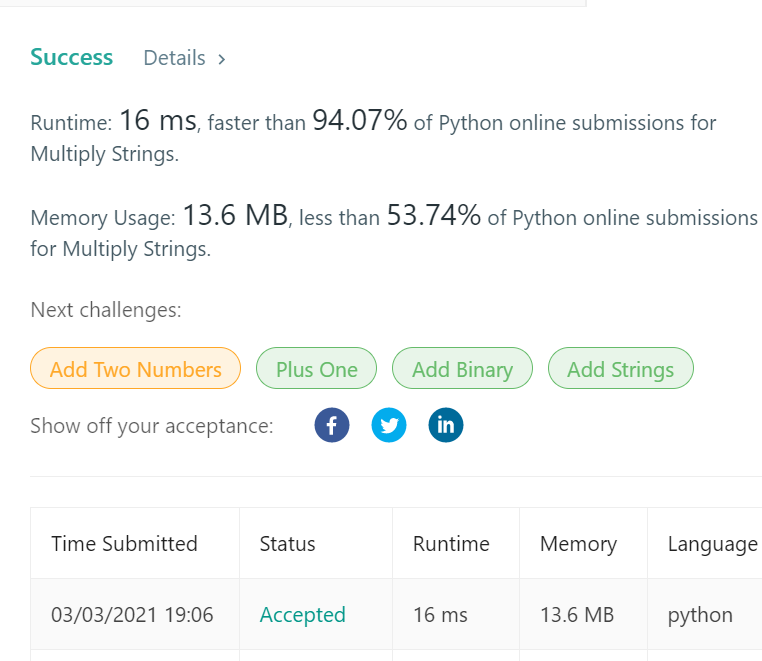 Success Details >
Runtime: 16 ms, faster than 94.07% of Python online submissions for
Multiply Strings.
Memory Usage: 13.6 MB, less than 53.74% of Python online submissions
for Multiply Strings.
Next challenges:
Add Two Numbers Plus One Add Binary Add Strings
Show off your acceptance: f in
Time Submitted Status Runtime Memory Language
03/03/2021 19:06 Accepted 16 ms 13.6 MB python